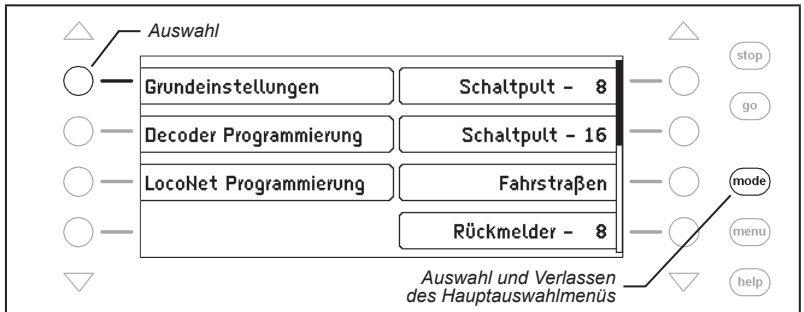 Auswahl
stop
Grundeinstellungen
Schaltpult - 8
go
Decoder Programmierung
Schaltpult - 16
LocoNet Programmierung
Fahrstraßen
mode
Rückmelder - 8
menu
Auswahl und Verlassen
des Hauptauswahlmenüs
help